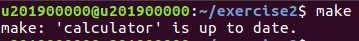 u201900000@u201900000:~/exercise2$ make
make: 'calculator' is up to date.